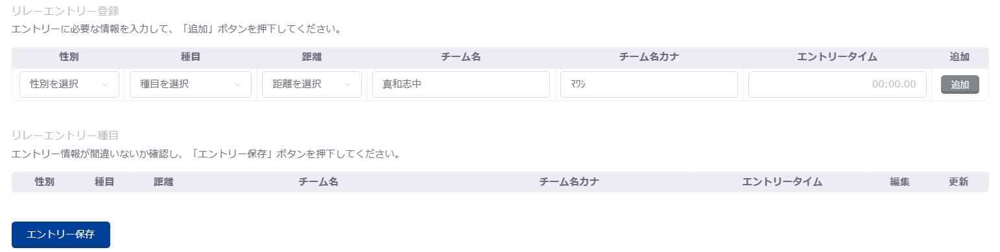 リレーエントリー登録
エントリーに必要な情報を入力して、「追加」ボタンを押下してください。
性別 種目 距離 チーム名 チーム名カナ エントリータイム 追加
性別を選択 種目を選択 距離を選択 真和志中 ﾏﾜｼ 00:00.00 追加
リレーエントリー種目
エントリー情報が間違いないか確認し、「エントリー保存」ボタンを押下してください。
性別 種目 距離 チーム名 チーム名カナ エントリータイム 編集 更新
エントリー保存